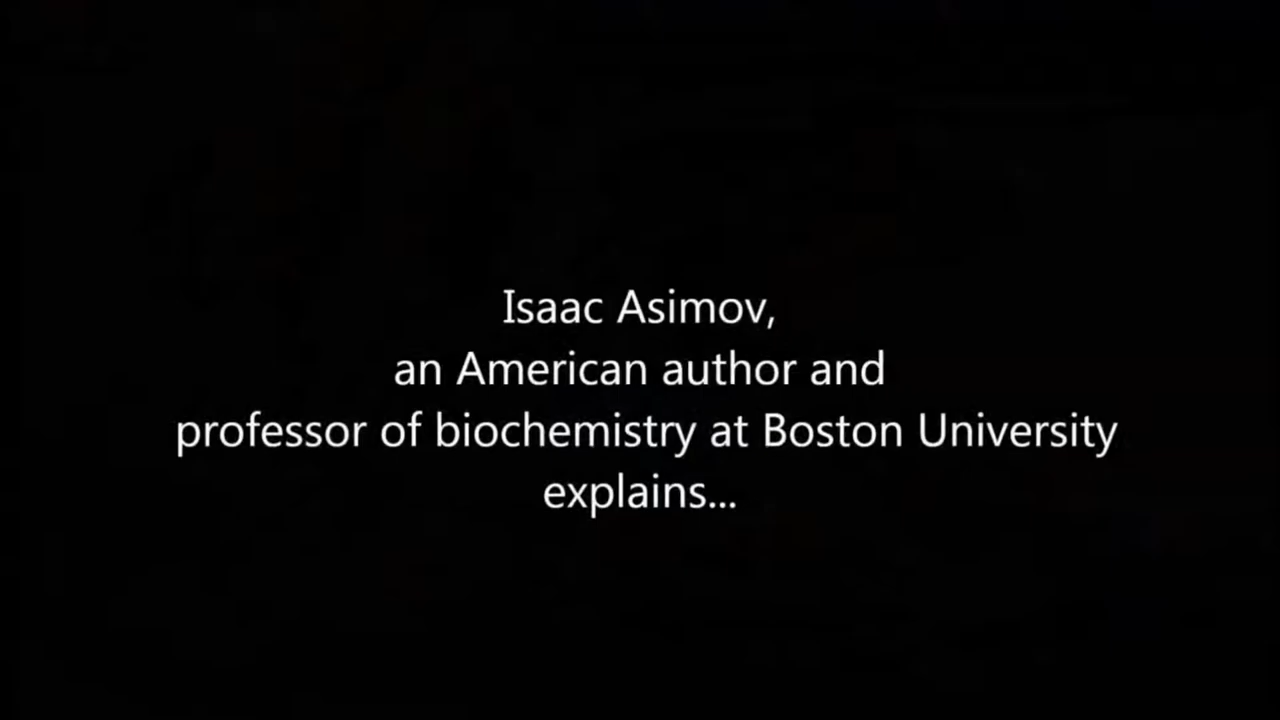 Isaac Asimov,
an American author and
professor of biochemistry at Boston University
explains...